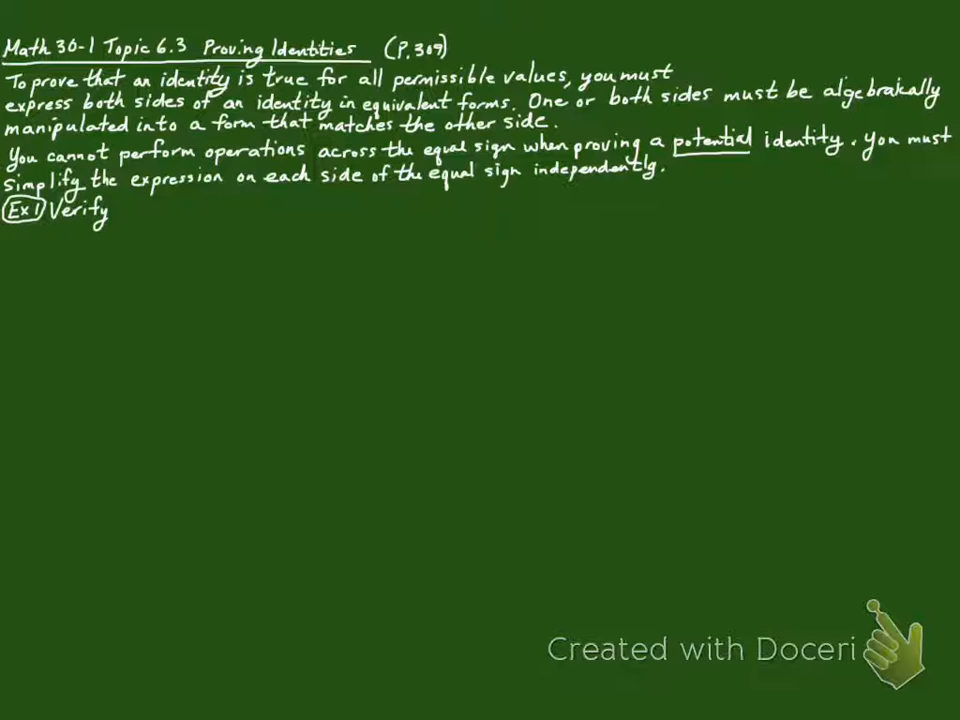 Math 30-1 Topic 6.3 Proving Identities (P.309)
To prove that an identity is true for all permissible values, you must
express both sides of an identity in equivalent forms. One or both sides must be algebraically
manipulated into a form that matches the other side.
You cannot perform operations across the equal sign when proving a potential identity. You must
simplify the expression on each side of the equal sign independently.
Ex 1 Verify
Created with Doceri